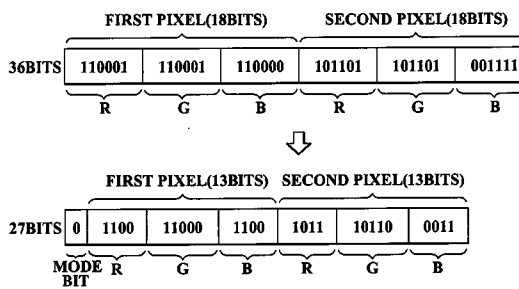 FIRST PIXEL(18BITS) SECOND PIXEL(18BITS)
36BITS 110001 110001 110000 101101 101101 001111
R G B R G B
FIRST PIXEL(13BITS) SECOND PIXEL(13BITS)
27BITS 0 1100 11000 1100 1011 10110 0011
MODE BIT R G B R G B